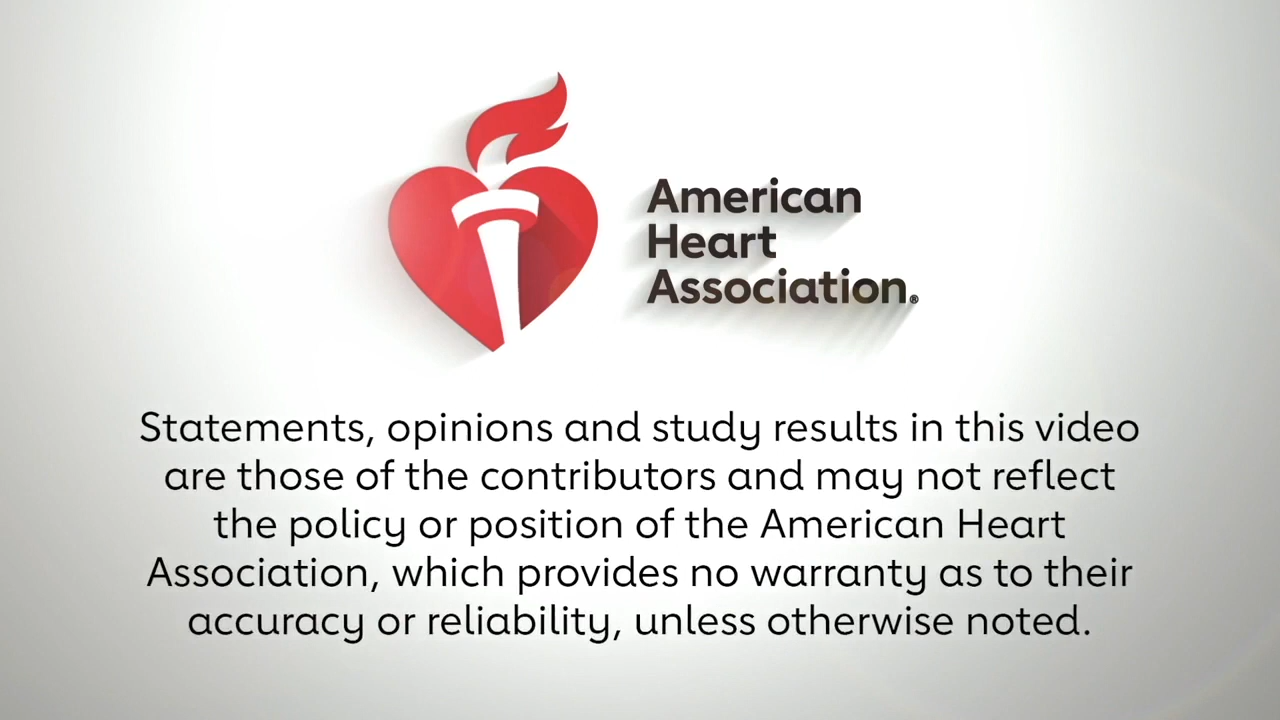 American
Heart
Association®
Statements, opinions and study results in this video
are those of the contributors and may not reflect
the policy or position of the American Heart
Association, which provides no warranty as to their
accuracy or reliability, unless otherwise noted.